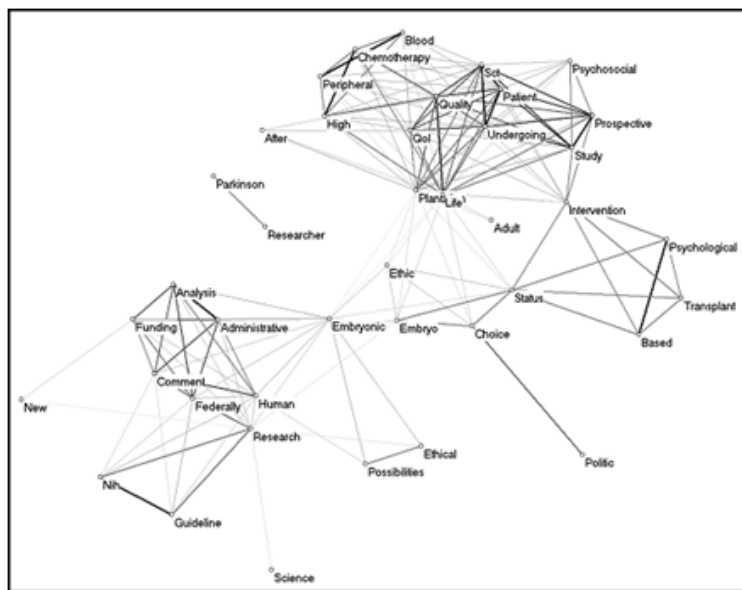 Blood
Chemotherapy
Sct
Psychosocial
Peripheral
Quality
Patient
High
Prospective
After
Qol
Undergoing
Study
Parkinson
Life
Intervention
Researcher
Adult
Psychological
Ethic
Analysis
Status
Transplant
Funding
Administrative
Embryonic
Embryo
Choice
Based
Comment
Federally
Human
New
Research
Ethical
Possibilities
Politic
Nih
Guideline
Science